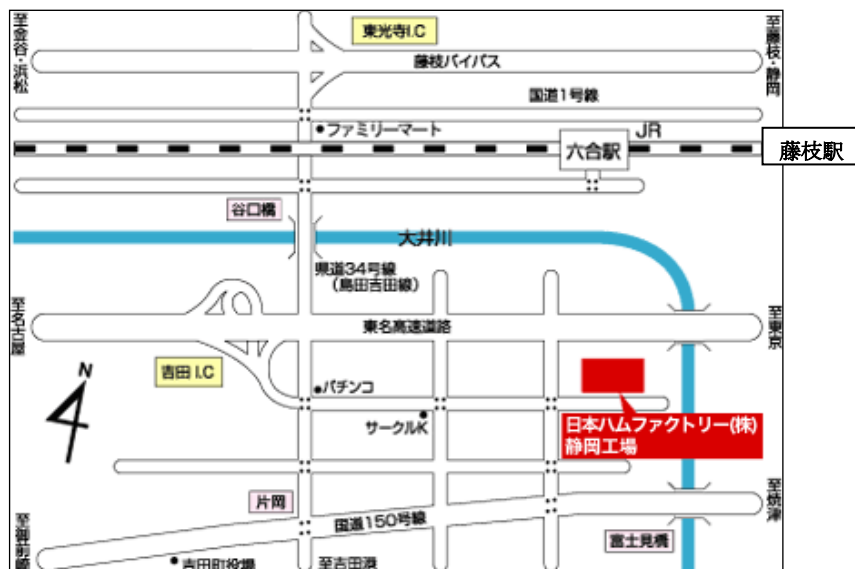 至金谷・浜松
東光寺I.C
至藤枝・静岡
藤枝バイパス
国道1号線
ファミリーマート
JR
六合駅
藤枝駅
谷口橋
大井川
県道34号線
（島田吉田線）
至名古屋
東名高速道路
至東京
吉田 I.C
N
パチンコ
サークルK
日本ハムファクトリー(株)
静岡工場
片岡
国道150号線
至焼津
至御前崎
富士見橋
吉田町役場
至吉田港